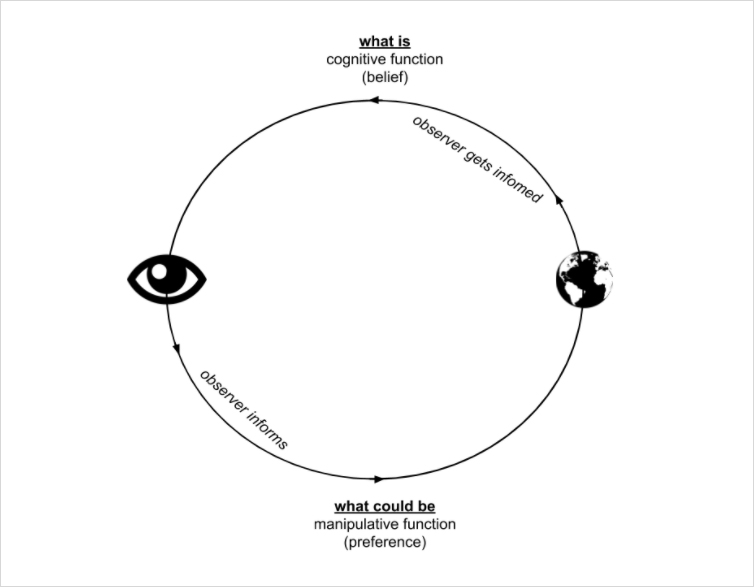 what is
cognitive function
(belief)
observer gets infomed
observer informs
what could be
manipulative function
(preference)